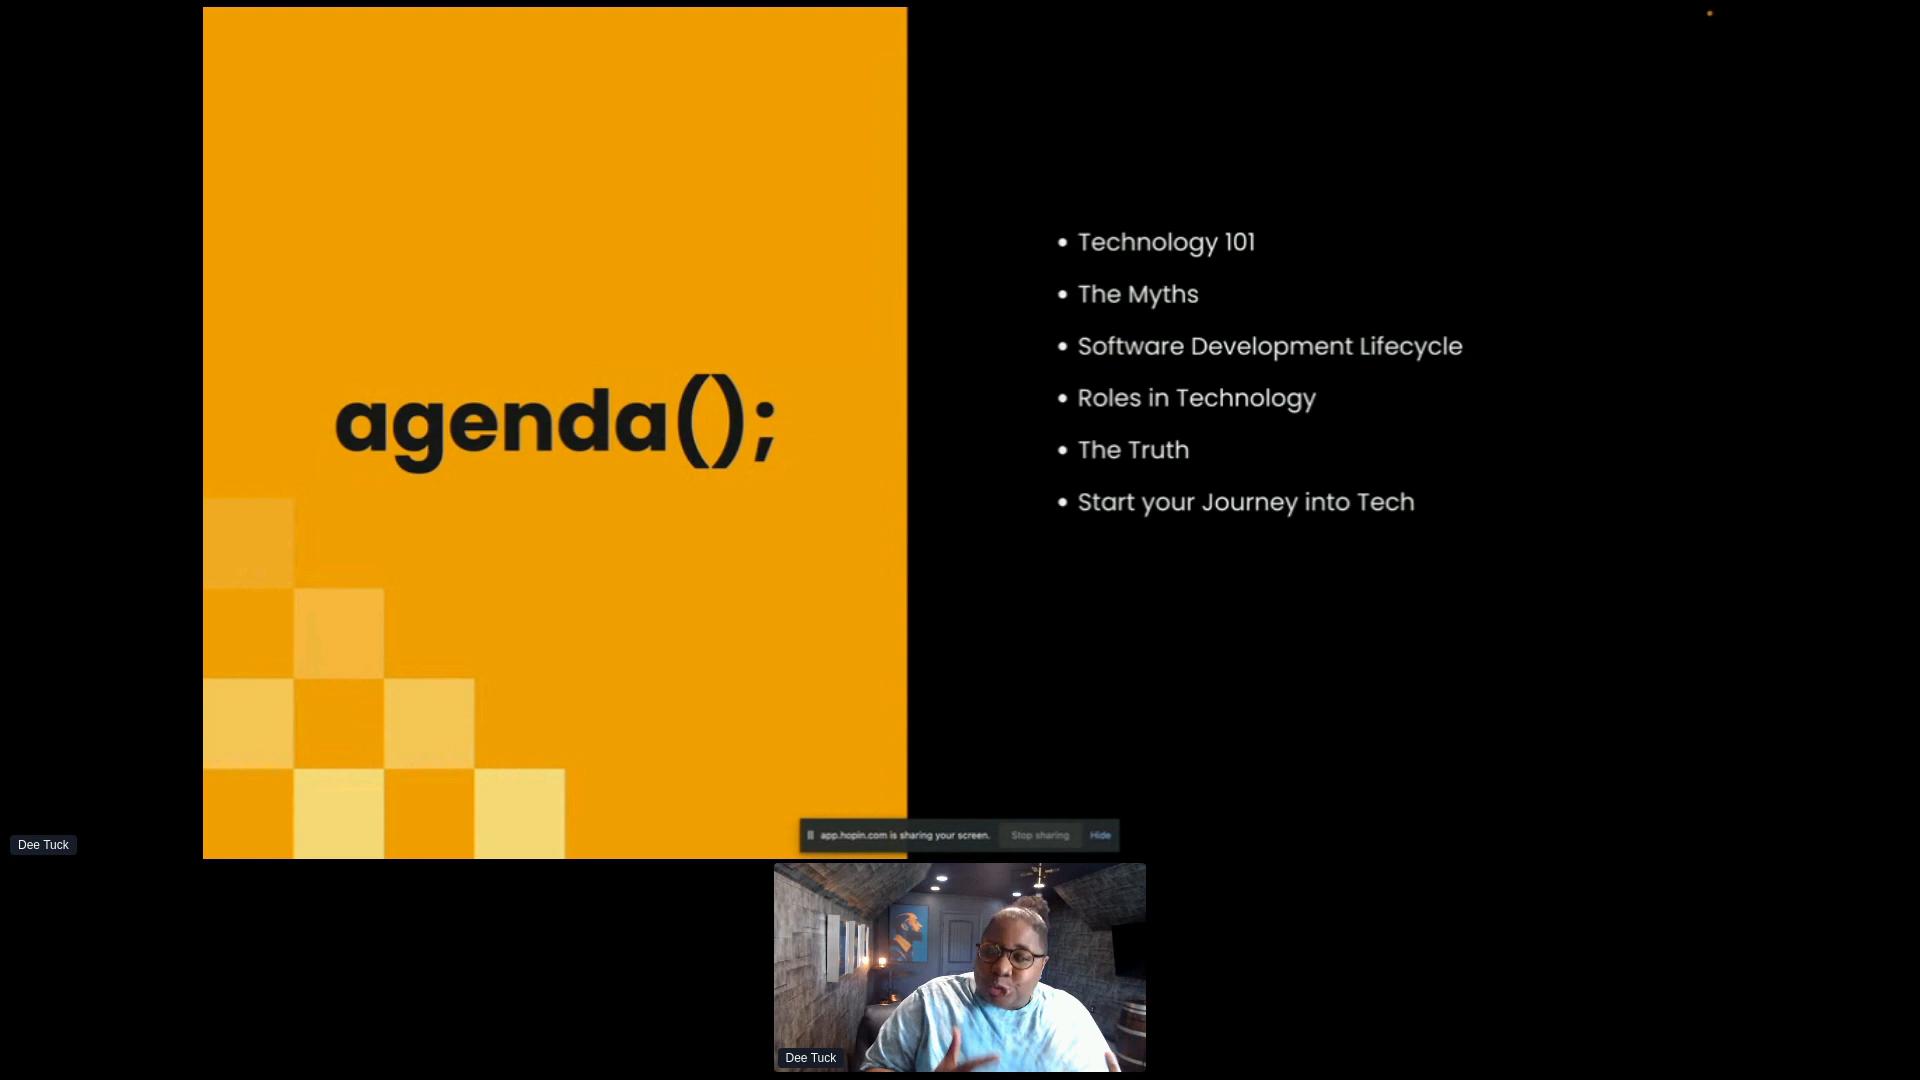 agenda();
• Technology 101
• The Myths
• Software Development Lifecycle
• Roles in Technology
• The Truth
• Start your Journey into Tech
app.hopin.com is sharing your screen. Stop sharing Hide
Dee Tuck
Dee Tuck